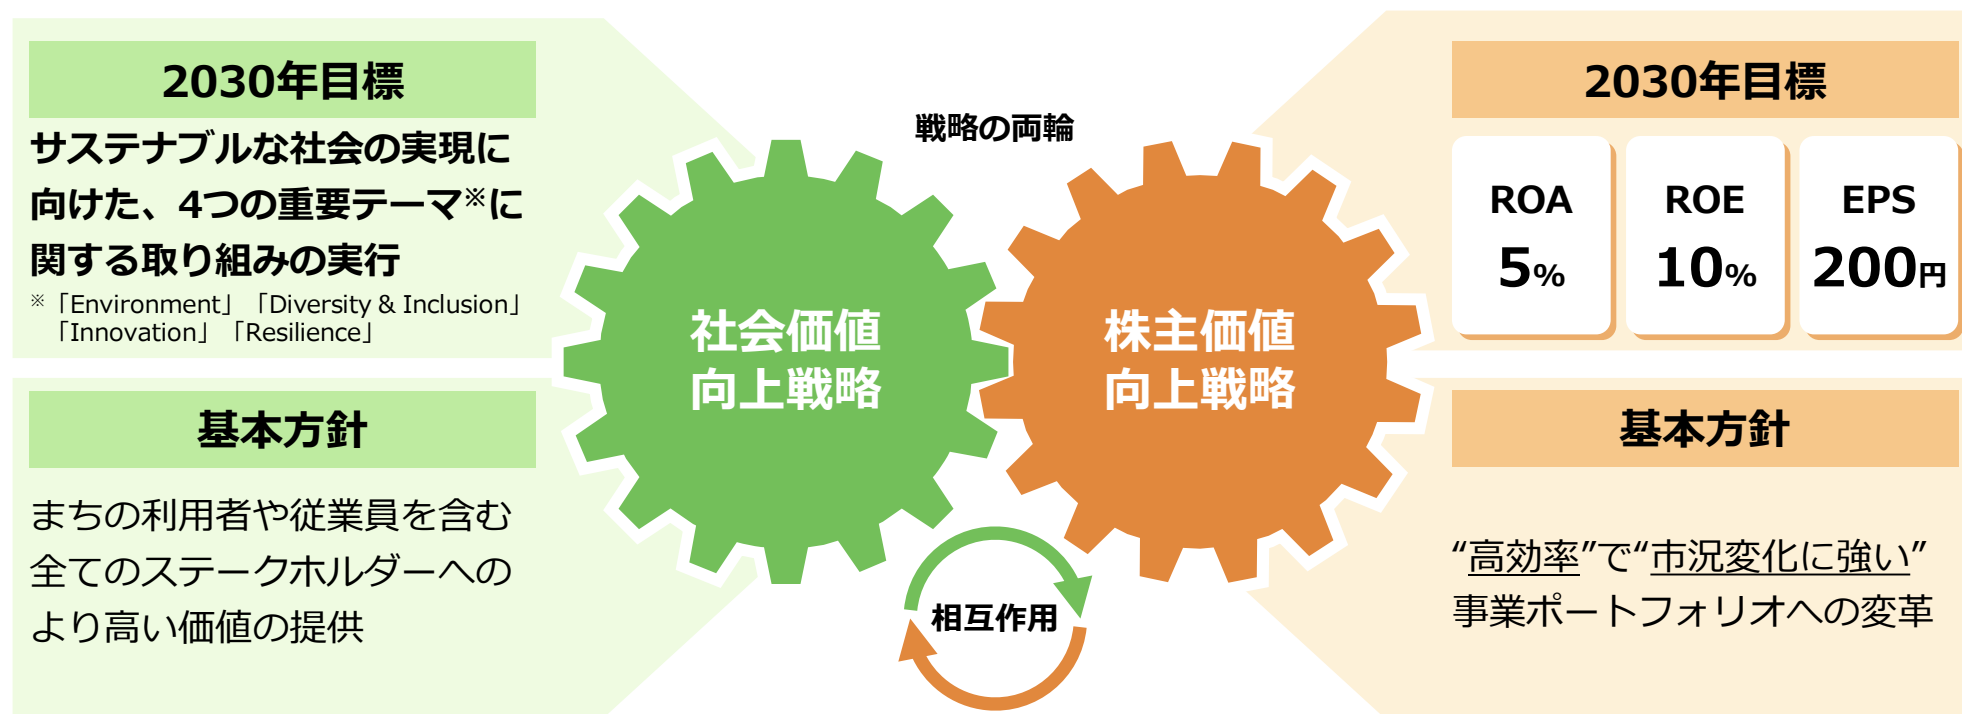 2030年目標
サステナブルな社会の実現に
向けた、4つの重要テーマ※に
関する取り組みの実行
※「Environment」「Diversity & Inclusion」
「Innovation」「Resilience」
基本方針
まちの利用者や従業員を含む
全てのステークホルダーへの
より高い価値の提供
戦略の両輪
社会価値
向上戦略
株主価値
向上戦略
相互作用
2030年目標
ROA
5%
ROE
10%
EPS
200円
基本方針
“高効率”で“市況変化に強い”
事業ポートフォリオへの変革